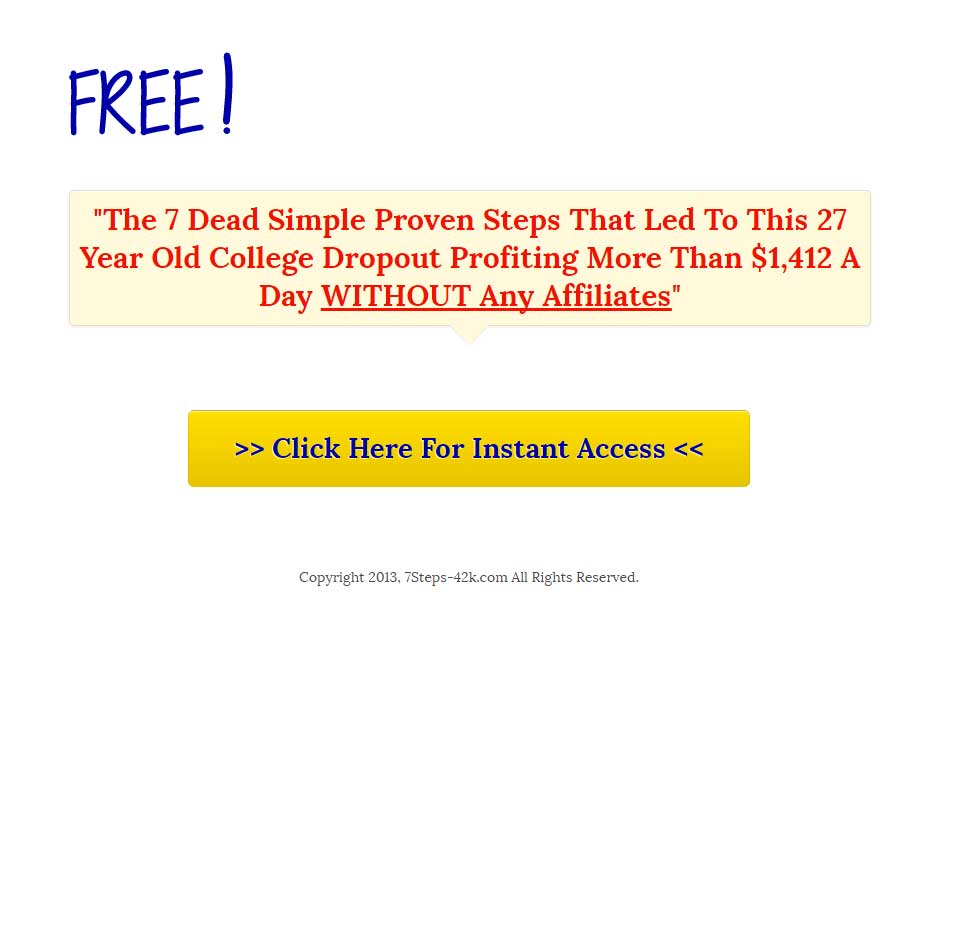 FREE!
"The 7 Dead Simple Proven Steps That Led To This 27
Year Old College Dropout Profiting More Than $1,412 A
Day WITHOUT Any Affiliates"
>> Click Here For Instant Access <<
Copyright 2013, 7Steps-42k.com All Rights Reserved.